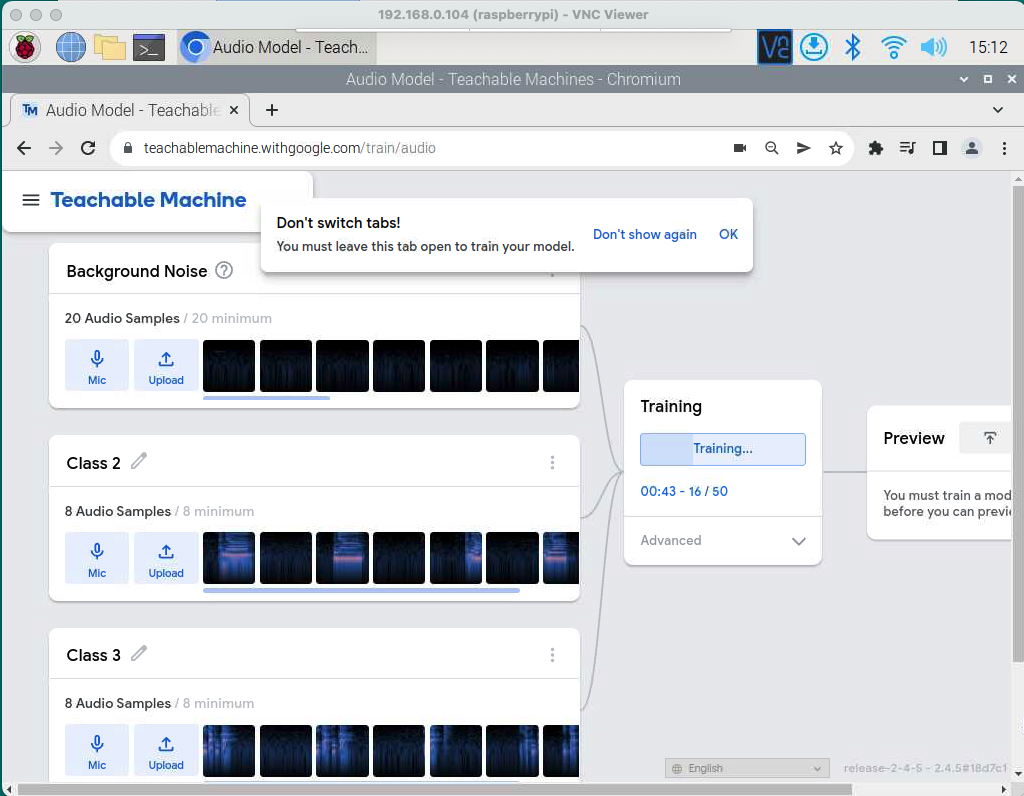 192.168.0.104 (raspberrypi) - VNC Viewer
Audio Model - Teach...
15:12
Audio Model - Teachable Machines - Chromium
TM Audio Model - Teachable
teachablemachine.withgoogle.com/train/audio
Teachable Machine
Don't switch tabs!
You must leave this tab open to train your model.
Don't show again
OK
Background Noise
20 Audio Samples / 20 minimum
Mic
Upload
Class 2
8 Audio Samples / 8 minimum
Mic
Upload
Class 3
8 Audio Samples / 8 minimum
Mic
Upload
Training
Training...
00:43 - 16 / 50
Advanced
Preview
You must train a mod
before you can previ
English
release-2-4-5 - 2.4.5#18d7c1